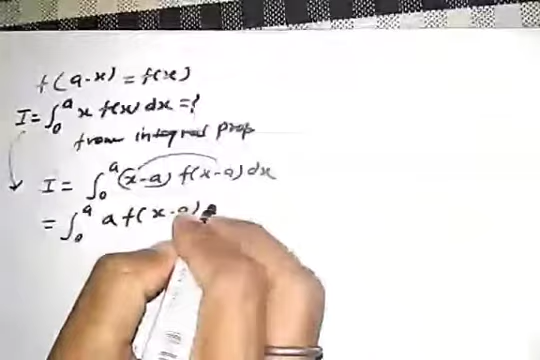 f(a-x) = f(x)
I = ∫₀ᵃ x f(x) dx = ?
from integral prop
I = ∫₀ᵃ (x-a) f(x-a) dx
= ∫₀ᵃ a f(x-a)